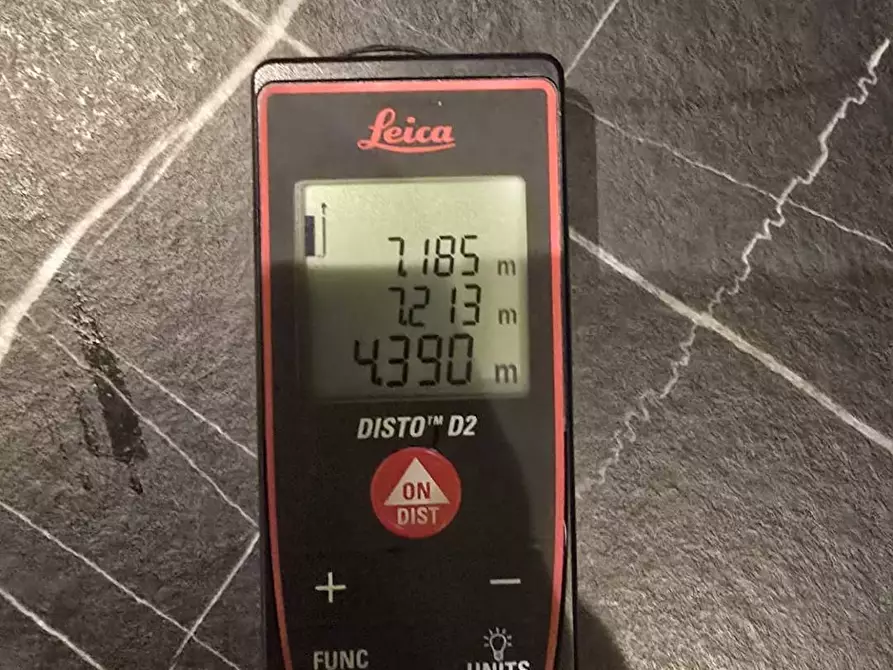 Leica
7.185 m
7.213 m
4.390 m
DISTO™ D2
ON
DIST
+ −
FUNC UNITS